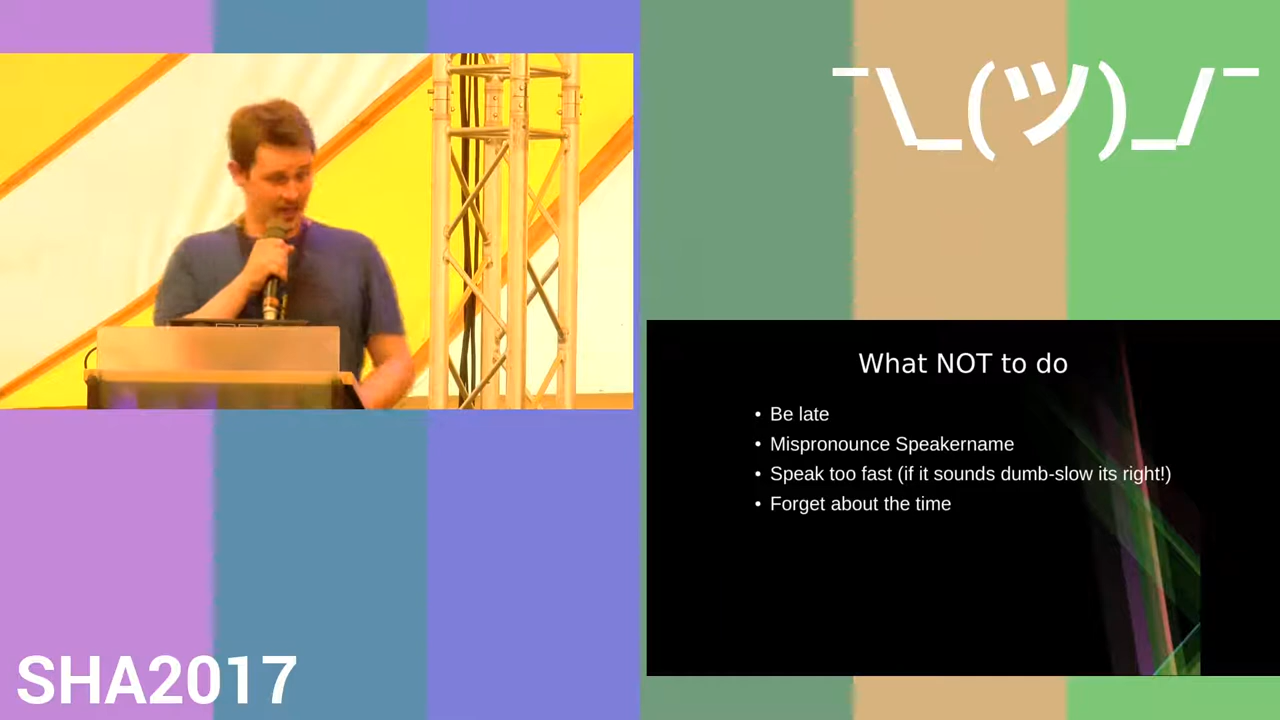 ¯\_(ツ)_/¯
What NOT to do
• Be late
• Mispronounce Speakername
• Speak too fast (if it sounds dumb-slow its right!)
• Forget about the time
SHA2017